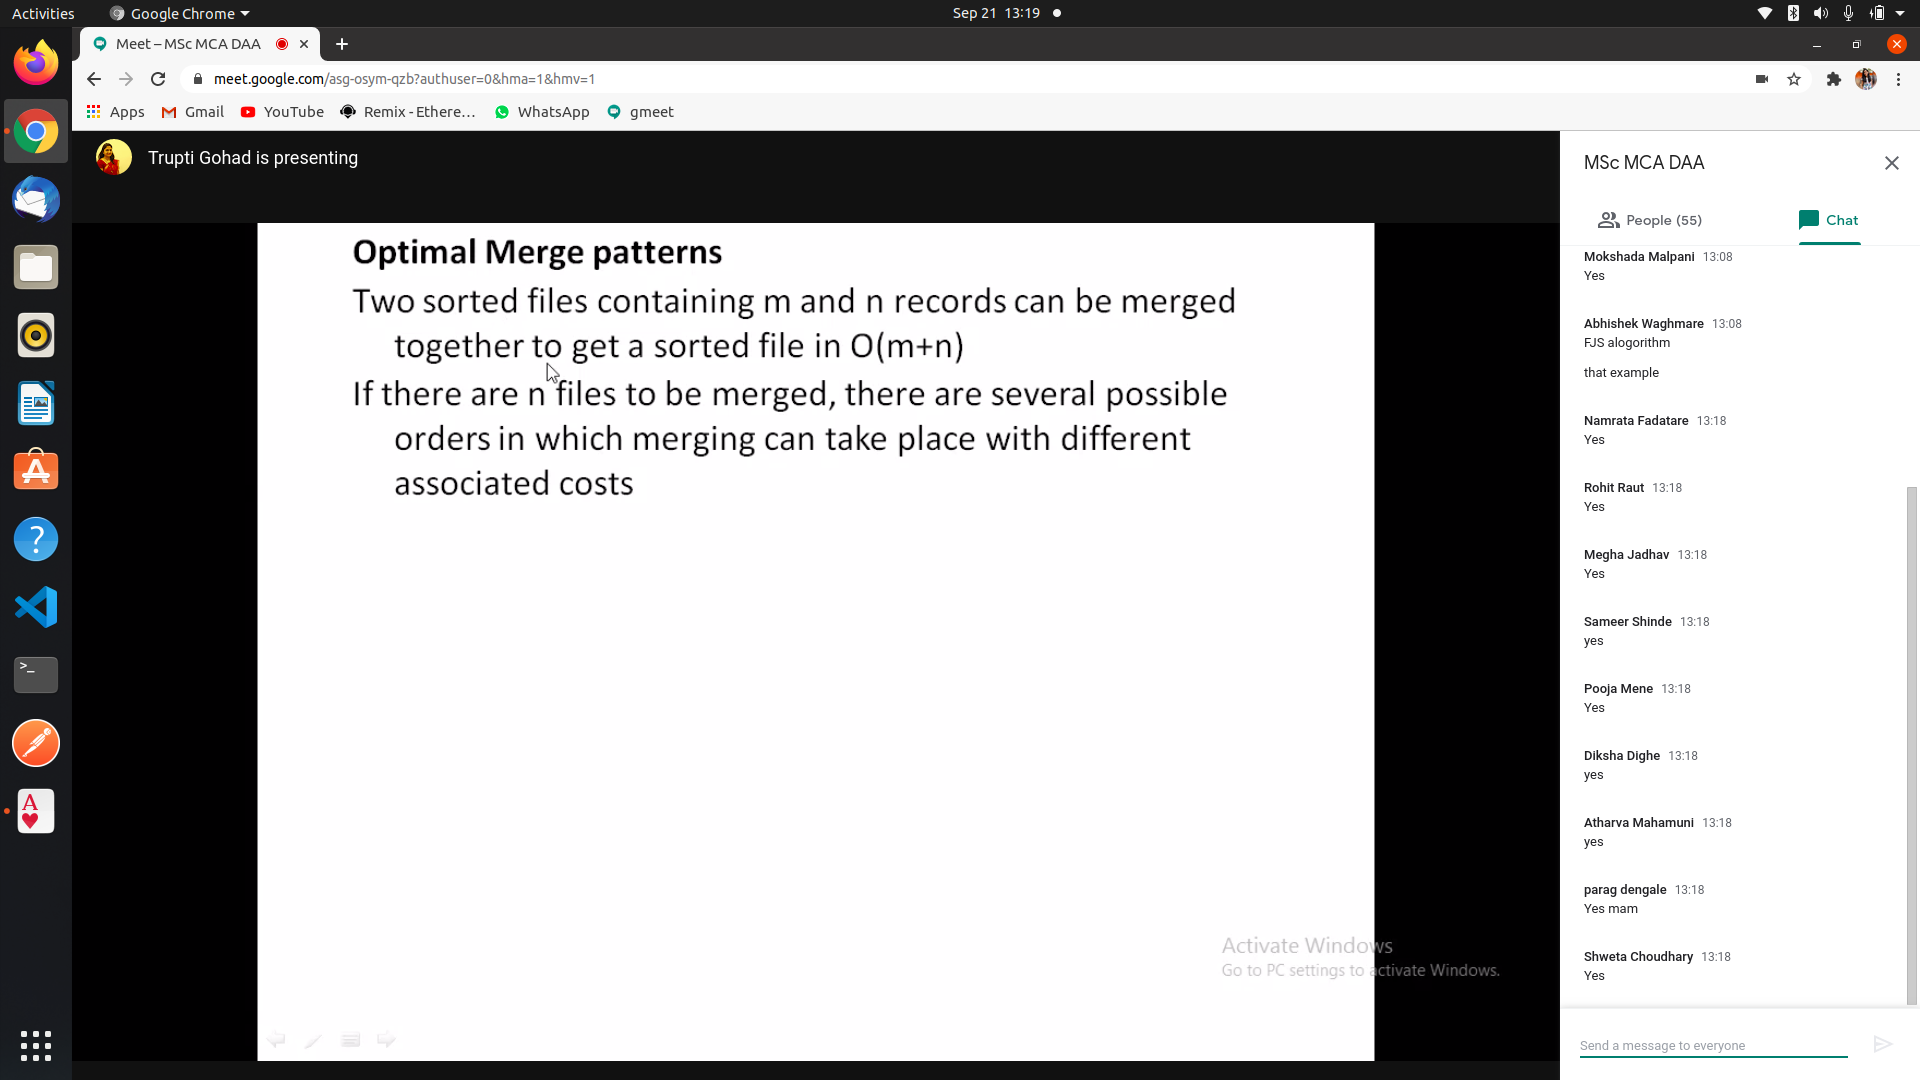 Activities
Google Chrome
Sep 21 13:19
Meet – MSc MCA DAA
meet.google.com/asg-osym-qzb?authuser=0&hma=1&hmv=1
Apps
Gmail
YouTube
Remix - Ethere...
WhatsApp
gmeet
Trupti Gohad is presenting
Optimal Merge patterns
Two sorted files containing m and n records can be merged
together to get a sorted file in O(m+n)
If there are n files to be merged, there are several possible
orders in which merging can take place with different
associated costs
Activate Windows
Go to PC settings to activate Windows.
MSc MCA DAA
People (55)
Chat
Mokshada Malpani 13:08
Yes
Abhishek Waghmare 13:08
FJS alogorithm
that example
Namrata Fadatare 13:18
Yes
Rohit Raut 13:18
Yes
Megha Jadhav 13:18
Yes
Sameer Shinde 13:18
yes
Pooja Mene 13:18
Yes
Diksha Dighe 13:18
yes
Atharva Mahamuni 13:18
yes
parag dengale 13:18
Yes mam
Shweta Choudhary 13:18
Yes
Send a message to everyone